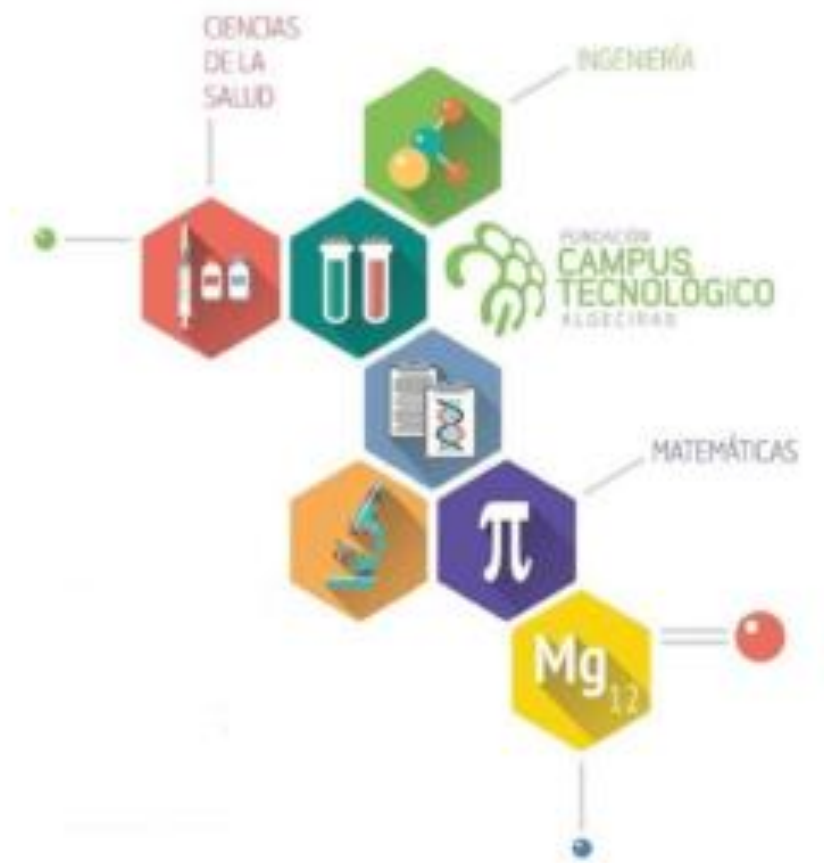 CIENCIAS
DE LA
SALUD
INGENIERÍA
FUNDACIÓN
CAMPUS
TECNOLÓGICO
ALGECIRAS
MATEMÁTICAS
π
Mg
12